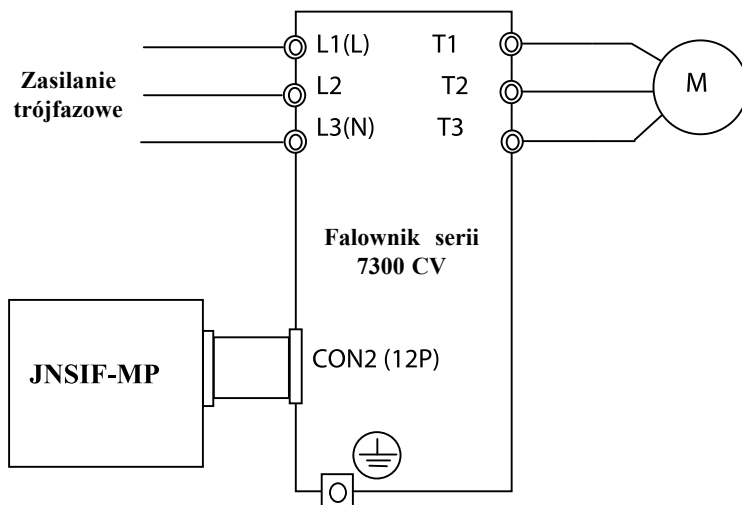 L1(L) T1
Zasilanie
trójfazowe
L2 T2
M
L3(N) T3
Falownik serii
7300 CV
JNSIF-MP
CON2 (12P)